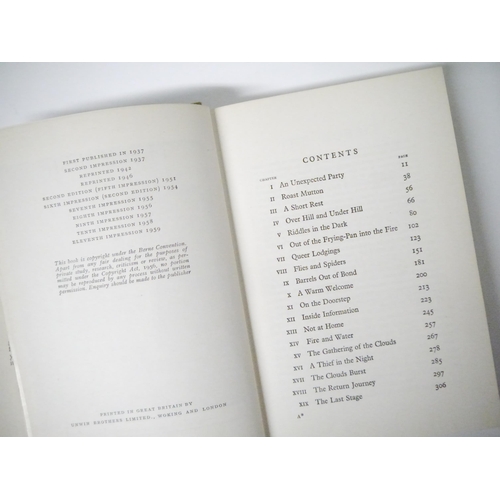 FIRST PUBLISHED IN 1937
SECOND IMPRESSION 1937
REPRINTED 1942
REPRINTED 1946
SECOND EDITION (FIFTH IMPRESSION) 1951
SIXTH IMPRESSION (SECOND EDITION) 1954
SEVENTH IMPRESSION 1955
EIGHTH IMPRESSION 1956
NINTH IMPRESSION 1957
TENTH IMPRESSION 1958
ELEVENTH IMPRESSION 1959
This book is copyright under the Berne Convention.
Apart from any fair dealing for the purposes of
private study, research, criticism or review, as per-
mitted under the Copyright Act, 1956, no portion
may be reproduced by any process without written
permission. Enquiry should be made to the publisher
PRINTED IN GREAT BRITAIN BY
UNWIN BROTHERS LIMITED, WOKING AND LONDON
CONTENTS
CHAPTER PAGE
I An Unexpected Party 11
II Roast Mutton 38
III A Short Rest 56
IV Over Hill and Under Hill 66
V Riddles in the Dark 80
VI Out of the Frying-Pan into the Fire 102
VII Queer Lodgings 123
VIII Flies and Spiders 151
IX Barrels Out of Bond 181
X A Warm Welcome 200
XI On the Doorstep 213
XII Inside Information 223
XIII Not at Home 245
XIV Fire and Water 257
XV The Gathering of the Clouds 267
XVI A Thief in the Night 278
XVII The Clouds Burst 285
XVIII The Return Journey 297
XIX The Last Stage 306
A*